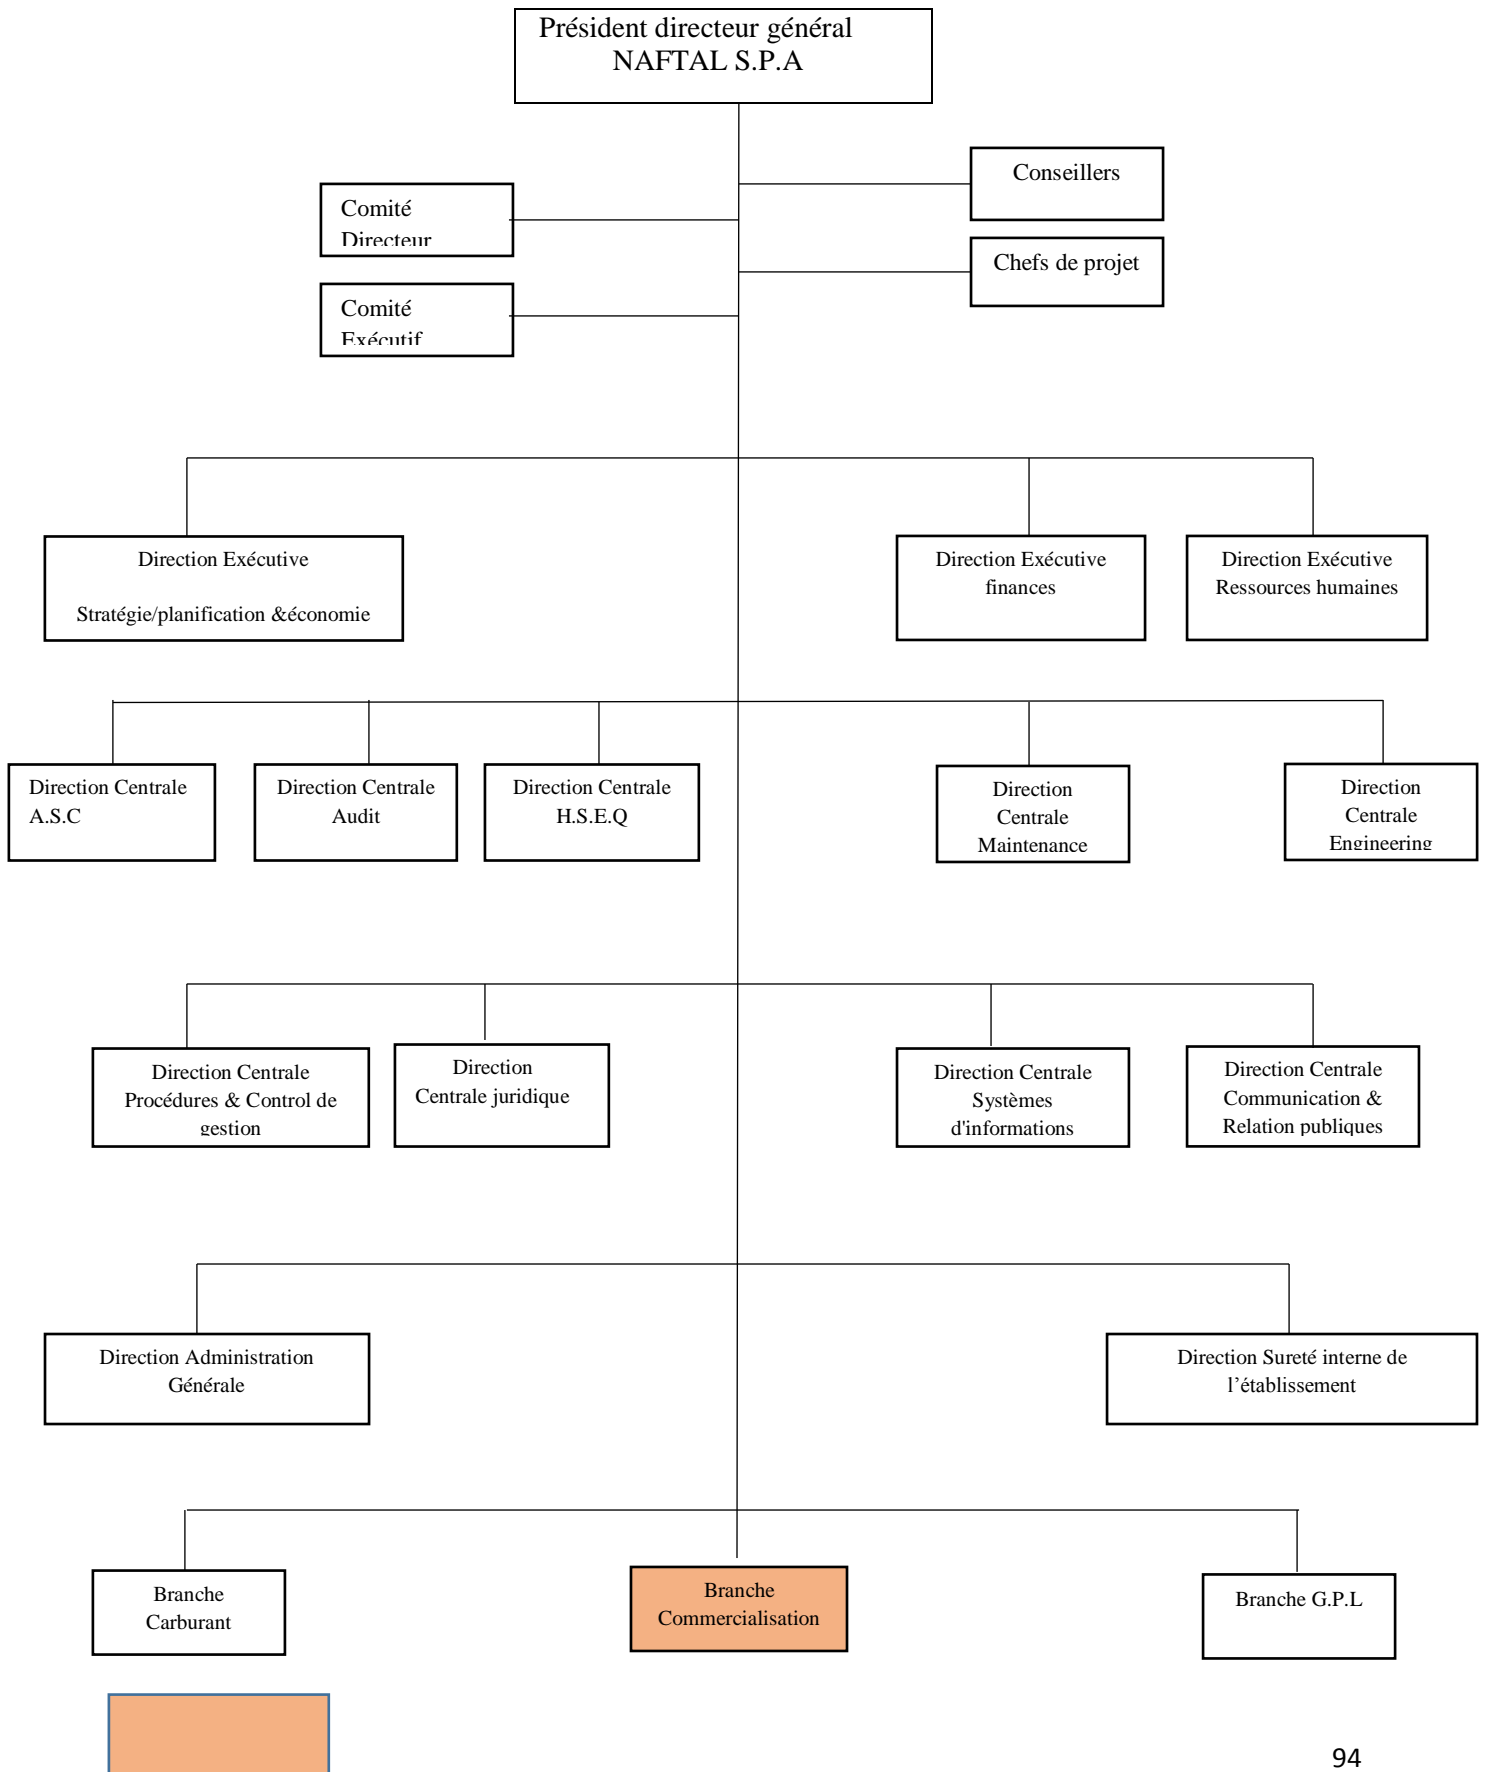 Président directeur général
NAFTAL S.P.A
Conseillers
Comité
Directeur
Chefs de projet
Comité
Exécutif
Direction Exécutive
Stratégie/planification &économie
Direction Exécutive
finances
Direction Exécutive
Ressources humaines
Direction Centrale
A.S.C
Direction Centrale
Audit
Direction Centrale
H.S.E.Q
Direction
Centrale
Maintenance
Direction
Centrale
Engineering
Direction Centrale
Procédures & Control de
gestion
Direction
Centrale juridique
Direction Centrale
Systèmes
d'informations
Direction Centrale
Communication &
Relation publiques
Direction Administration
Générale
Direction Sureté interne de
l’établissement
Branche
Carburant
Branche
Commercialisation
Branche G.P.L
94